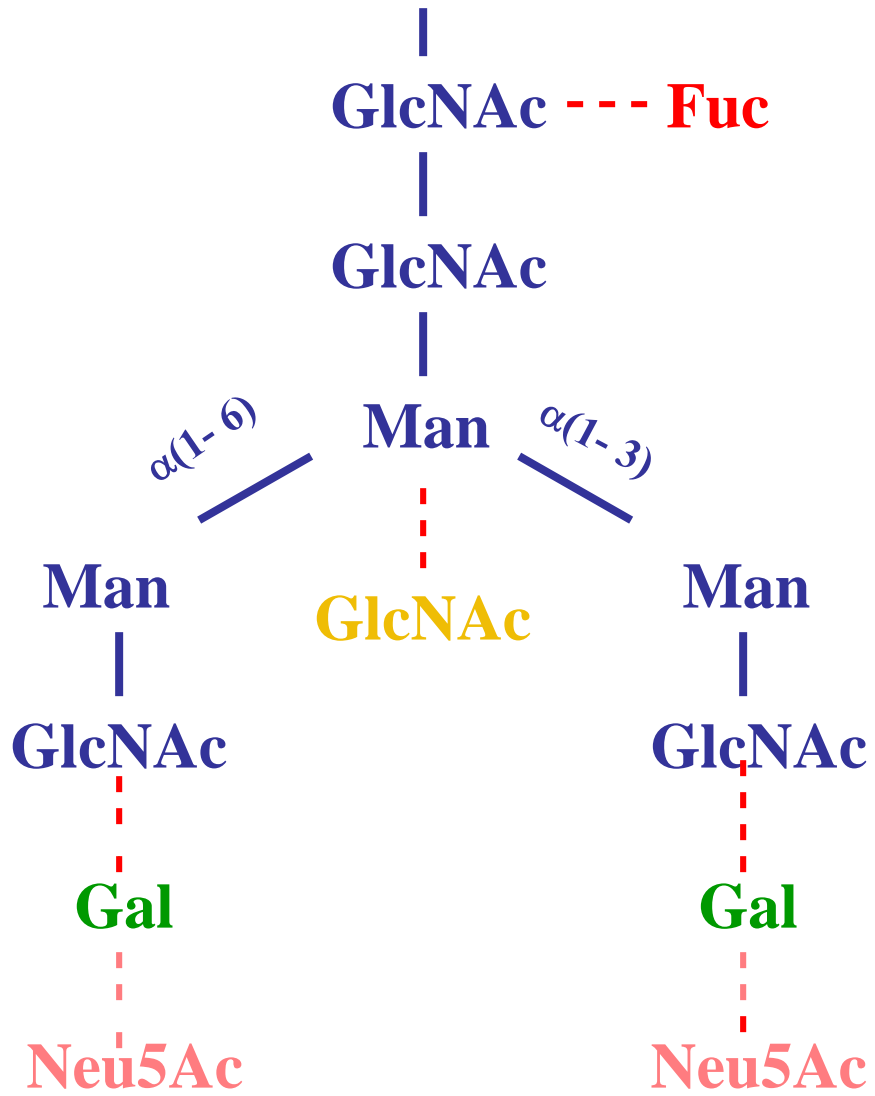 GlcNAc --- Fuc
GlcNAc
α(1- 6) Man α(1- 3)
Man Man
GlcNAc
GlcNAc GlcNAc
Gal Gal
Neu5Ac Neu5Ac